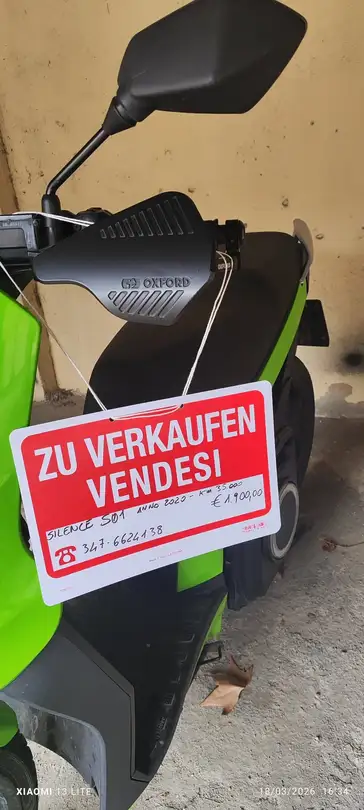 OXFORD
ZU VERKAUFEN
VENDESI
SILENCE S01 ANNO 2020 - KM 35.000
€ 1.900,00
347-6624138
XIAOMI 13 LITE
18/03/2026 16:34